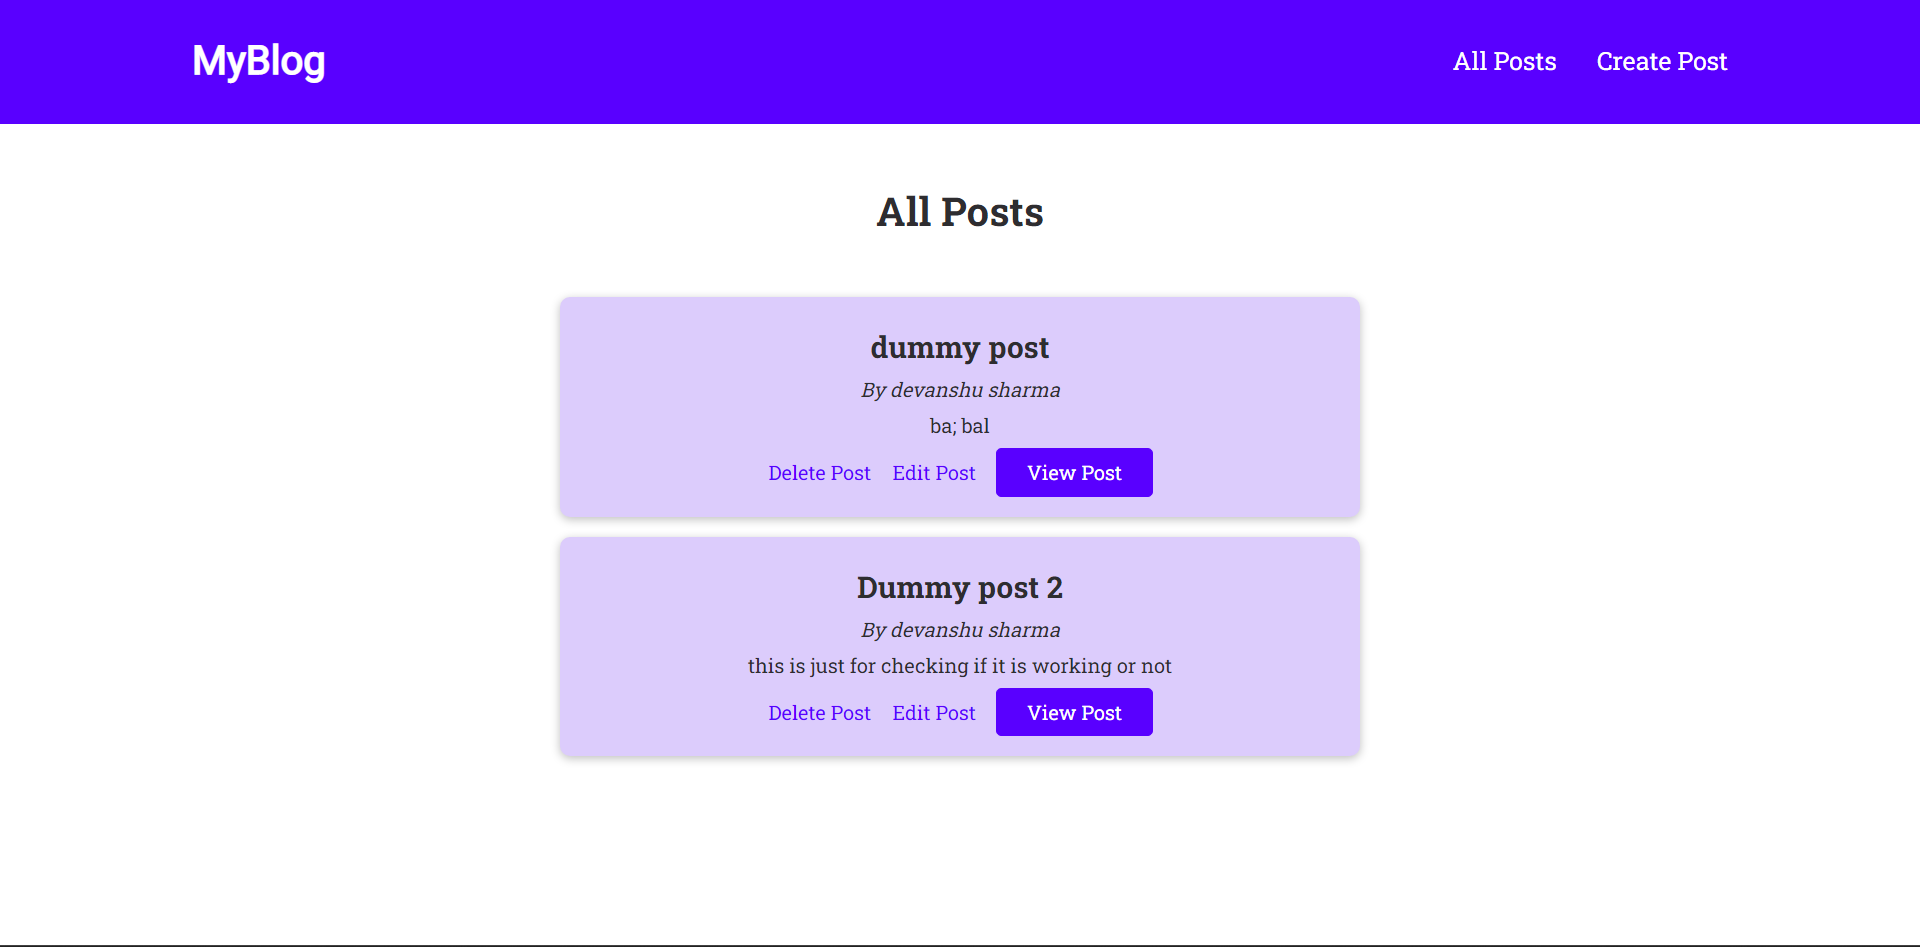 MyBlog
All Posts Create Post
All Posts
dummy post
By devanshu sharma
ba; bal
Delete Post Edit Post View Post
Dummy post 2
By devanshu sharma
this is just for checking if it is working or not
Delete Post Edit Post View Post